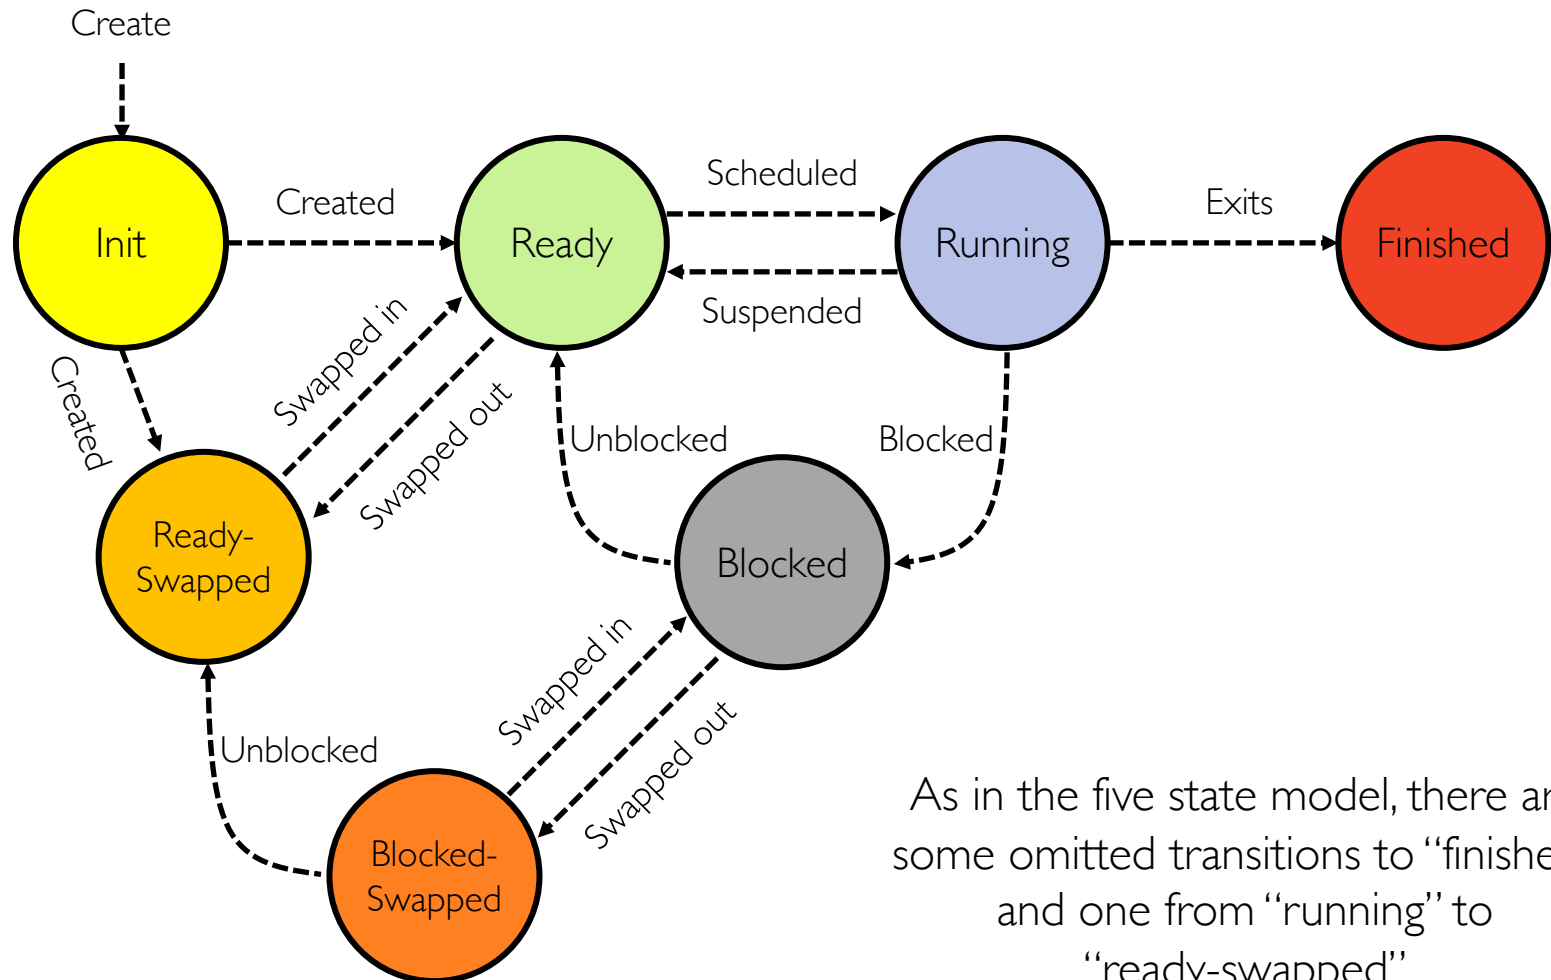 Create
Init
Created
Ready
Scheduled
Suspended
Running
Exits
Finished
Created
Swapped in
Swapped out
Unblocked
Blocked
Ready-
Swapped
Blocked
Swapped in
Swapped out
Unblocked
Blocked-
Swapped
As in the five state model, there
some omitted transitions to “finishe
and one from “running” to
“ready-swapped”